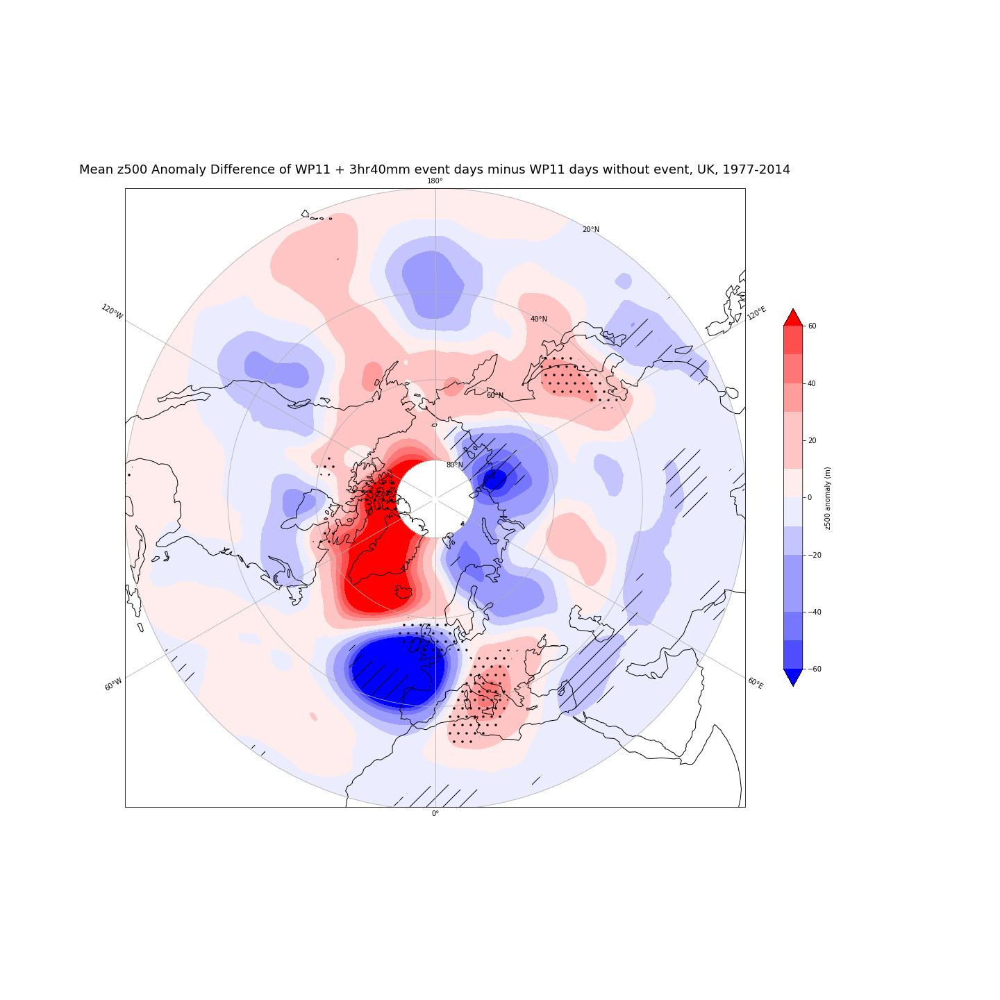 Mean z500 Anomaly Difference of WP11 + 3hr40mm event days minus WP11 days without event, UK, 1977-2014
180°
20°N
120°W
120°E
40°N
60°N
80°N
60°W
60°E
0°
60
40
20
0
−20
−40
−60
z500 anomaly (m)